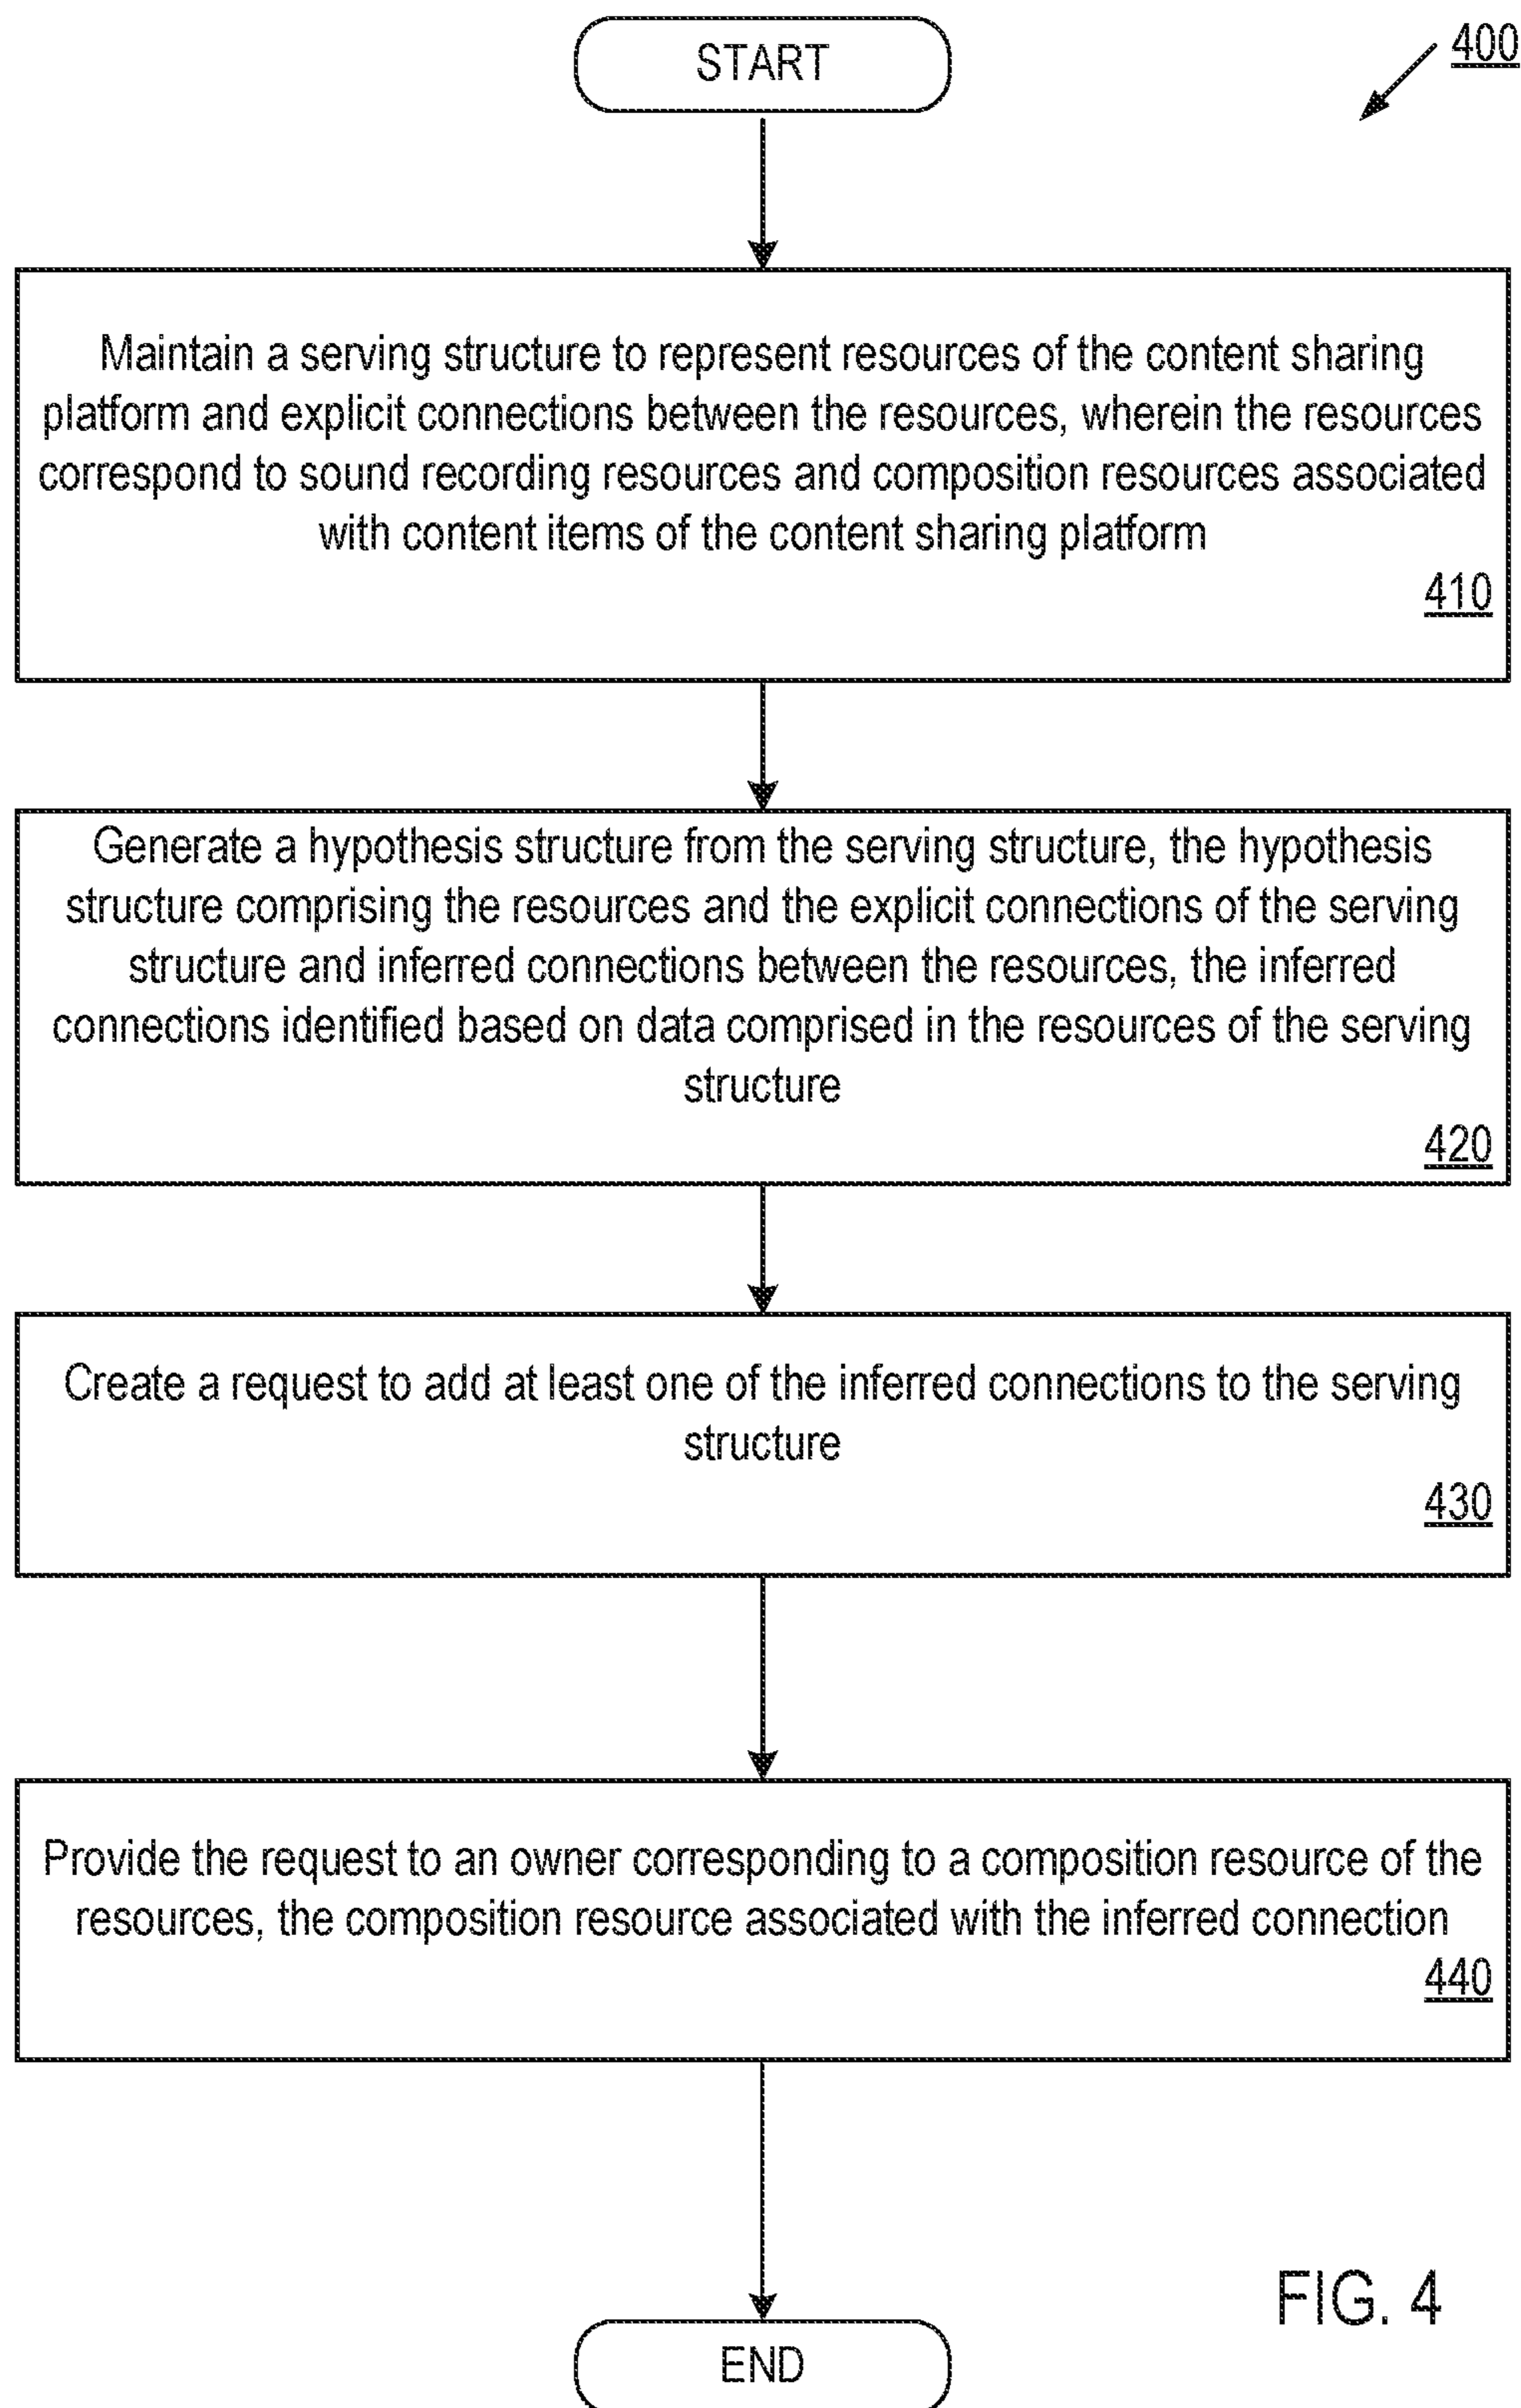 START
400
Maintain a serving structure to represent resources of the content sharing
platform and explicit connections between the resources, wherein the resources
correspond to sound recording resources and composition resources associated
with content items of the content sharing platform
410
Generate a hypothesis structure from the serving structure, the hypothesis
structure comprising the resources and the explicit connections of the serving
structure and inferred connections between the resources, the inferred
connections identified based on data comprised in the resources of the serving
structure
420
Create a request to add at least one of the inferred connections to the serving
structure
430
Provide the request to an owner corresponding to a composition resource of the
resources, the composition resource associated with the inferred connection
440
FIG. 4
END